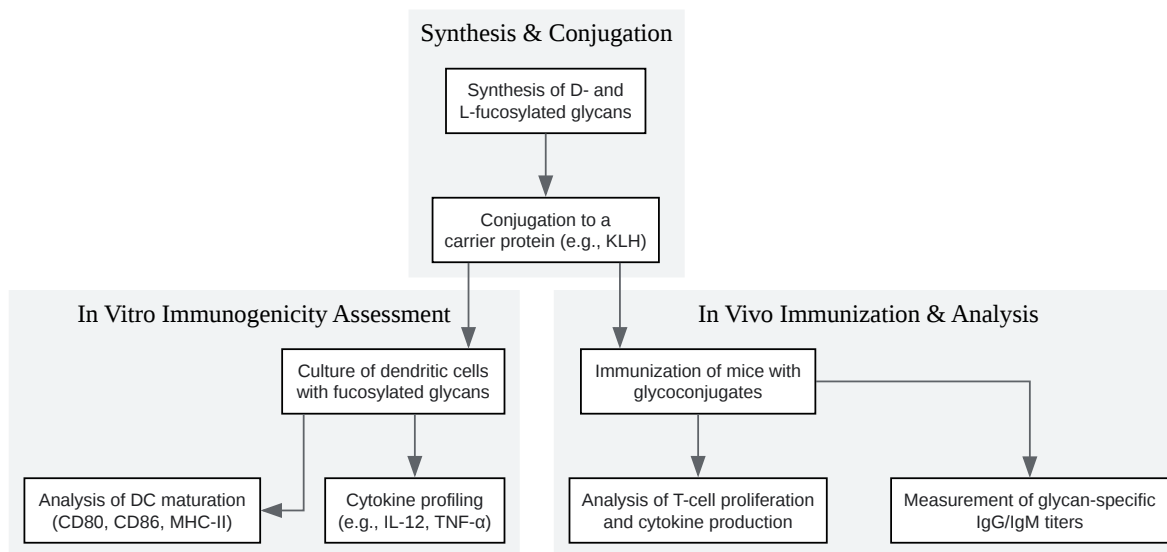 Synthesis & Conjugation
Synthesis of D- and
L-fucosylated glycans
Conjugation to a
carrier protein (e.g., KLH)
In Vitro Immunogenicity Assessment
Culture of dendritic cells
with fucosylated glycans
Analysis of DC maturation
(CD80, CD86, MHC-II)
Cytokine profiling
(e.g., IL-12, TNF-α)
In Vivo Immunization & Analysis
Immunization of mice with
glycoconjugates
Analysis of T-cell proliferation
and cytokine production
Measurement of glycan-specific
IgG/IgM titers